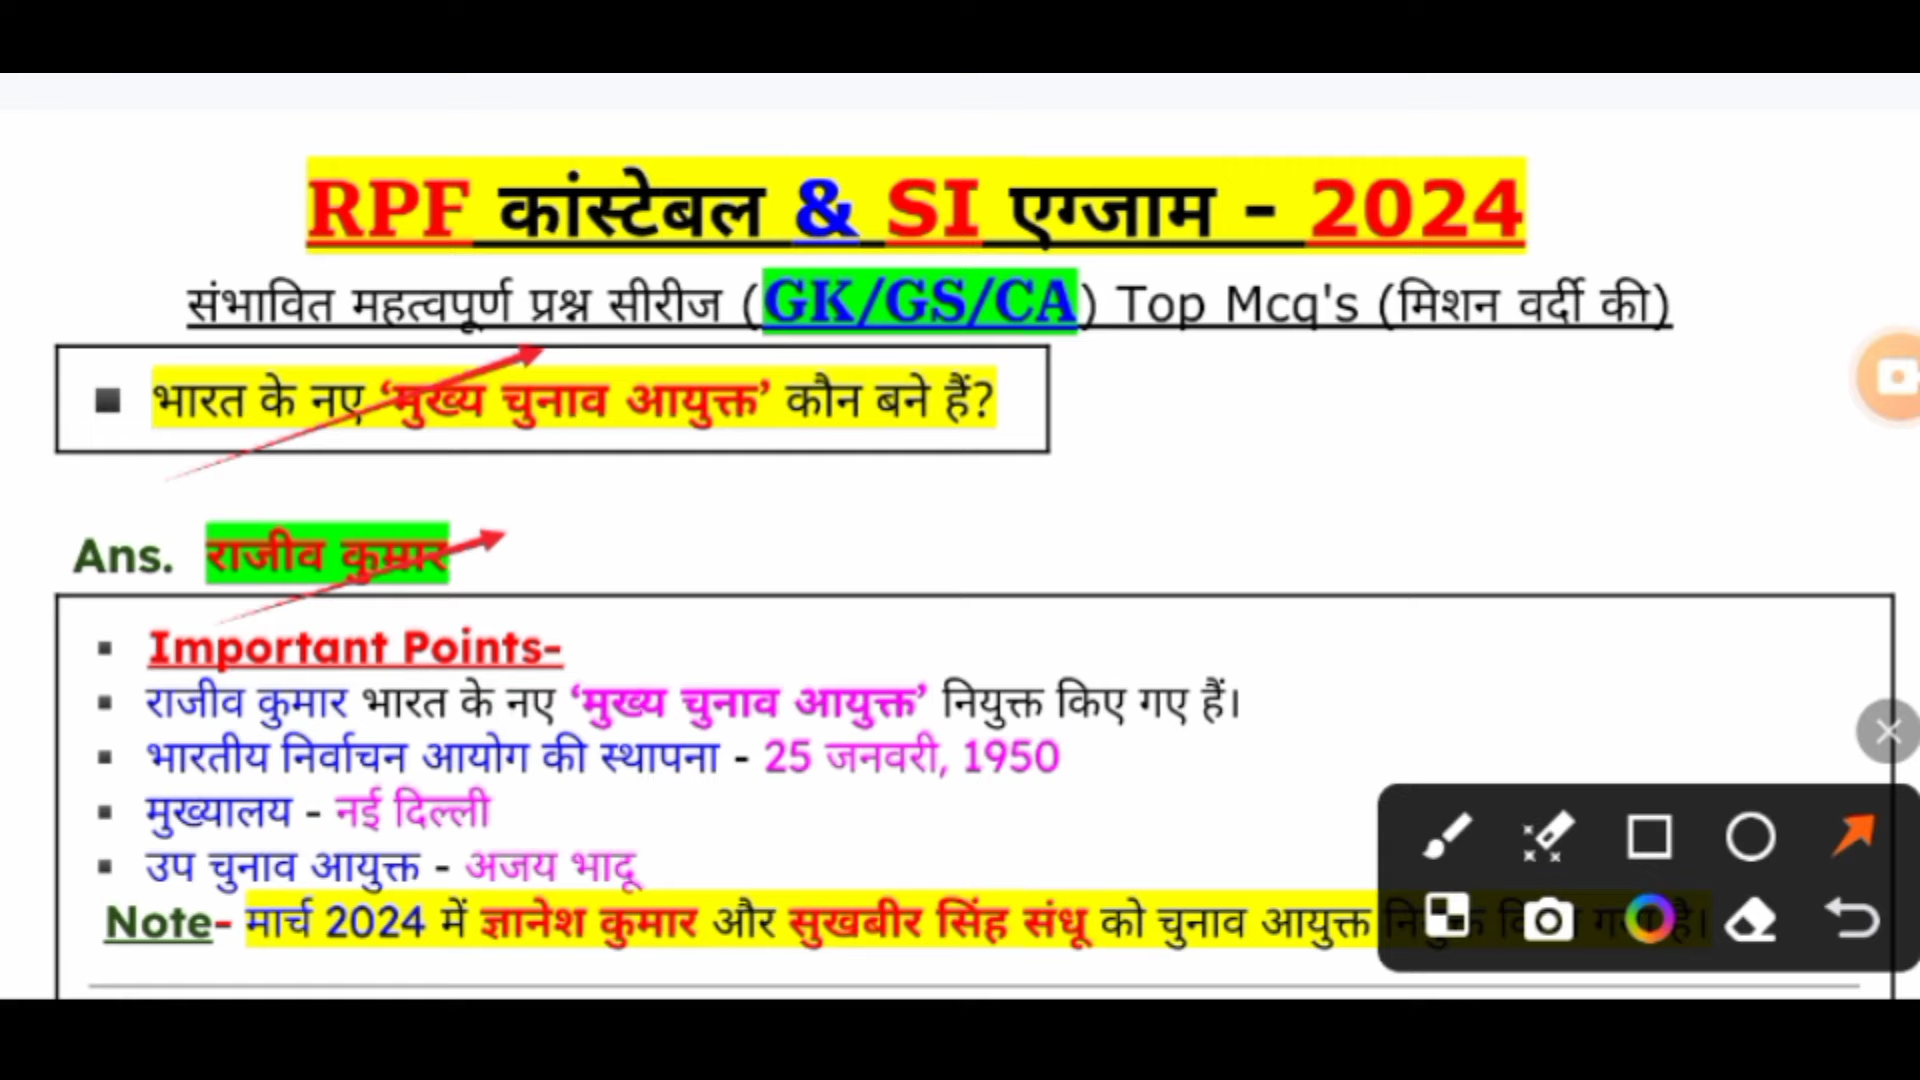 RPF कांस्टेबल & SI एग्जाम - 2024
संभावित महत्वपूर्ण प्रश्न सीरीज (GK/GS/CA) Top Mcq's (मिशन वर्दी की)
भारत के नए ‘मुख्य चुनाव आयुक्त’ कौन बने हैं?
Ans. राजीव कुमार
Important Points-
राजीव कुमार भारत के नए ‘मुख्य चुनाव आयुक्त’ नियुक्त किए गए हैं।
भारतीय निर्वाचन आयोग की स्थापना - 25 जनवरी, 1950
मुख्यालय - नई दिल्ली
उप चुनाव आयुक्त - अजय भादू
Note- मार्च 2024 में ज्ञानेश कुमार और सुखबीर सिंह संधू को चुनाव आयुक्त है।